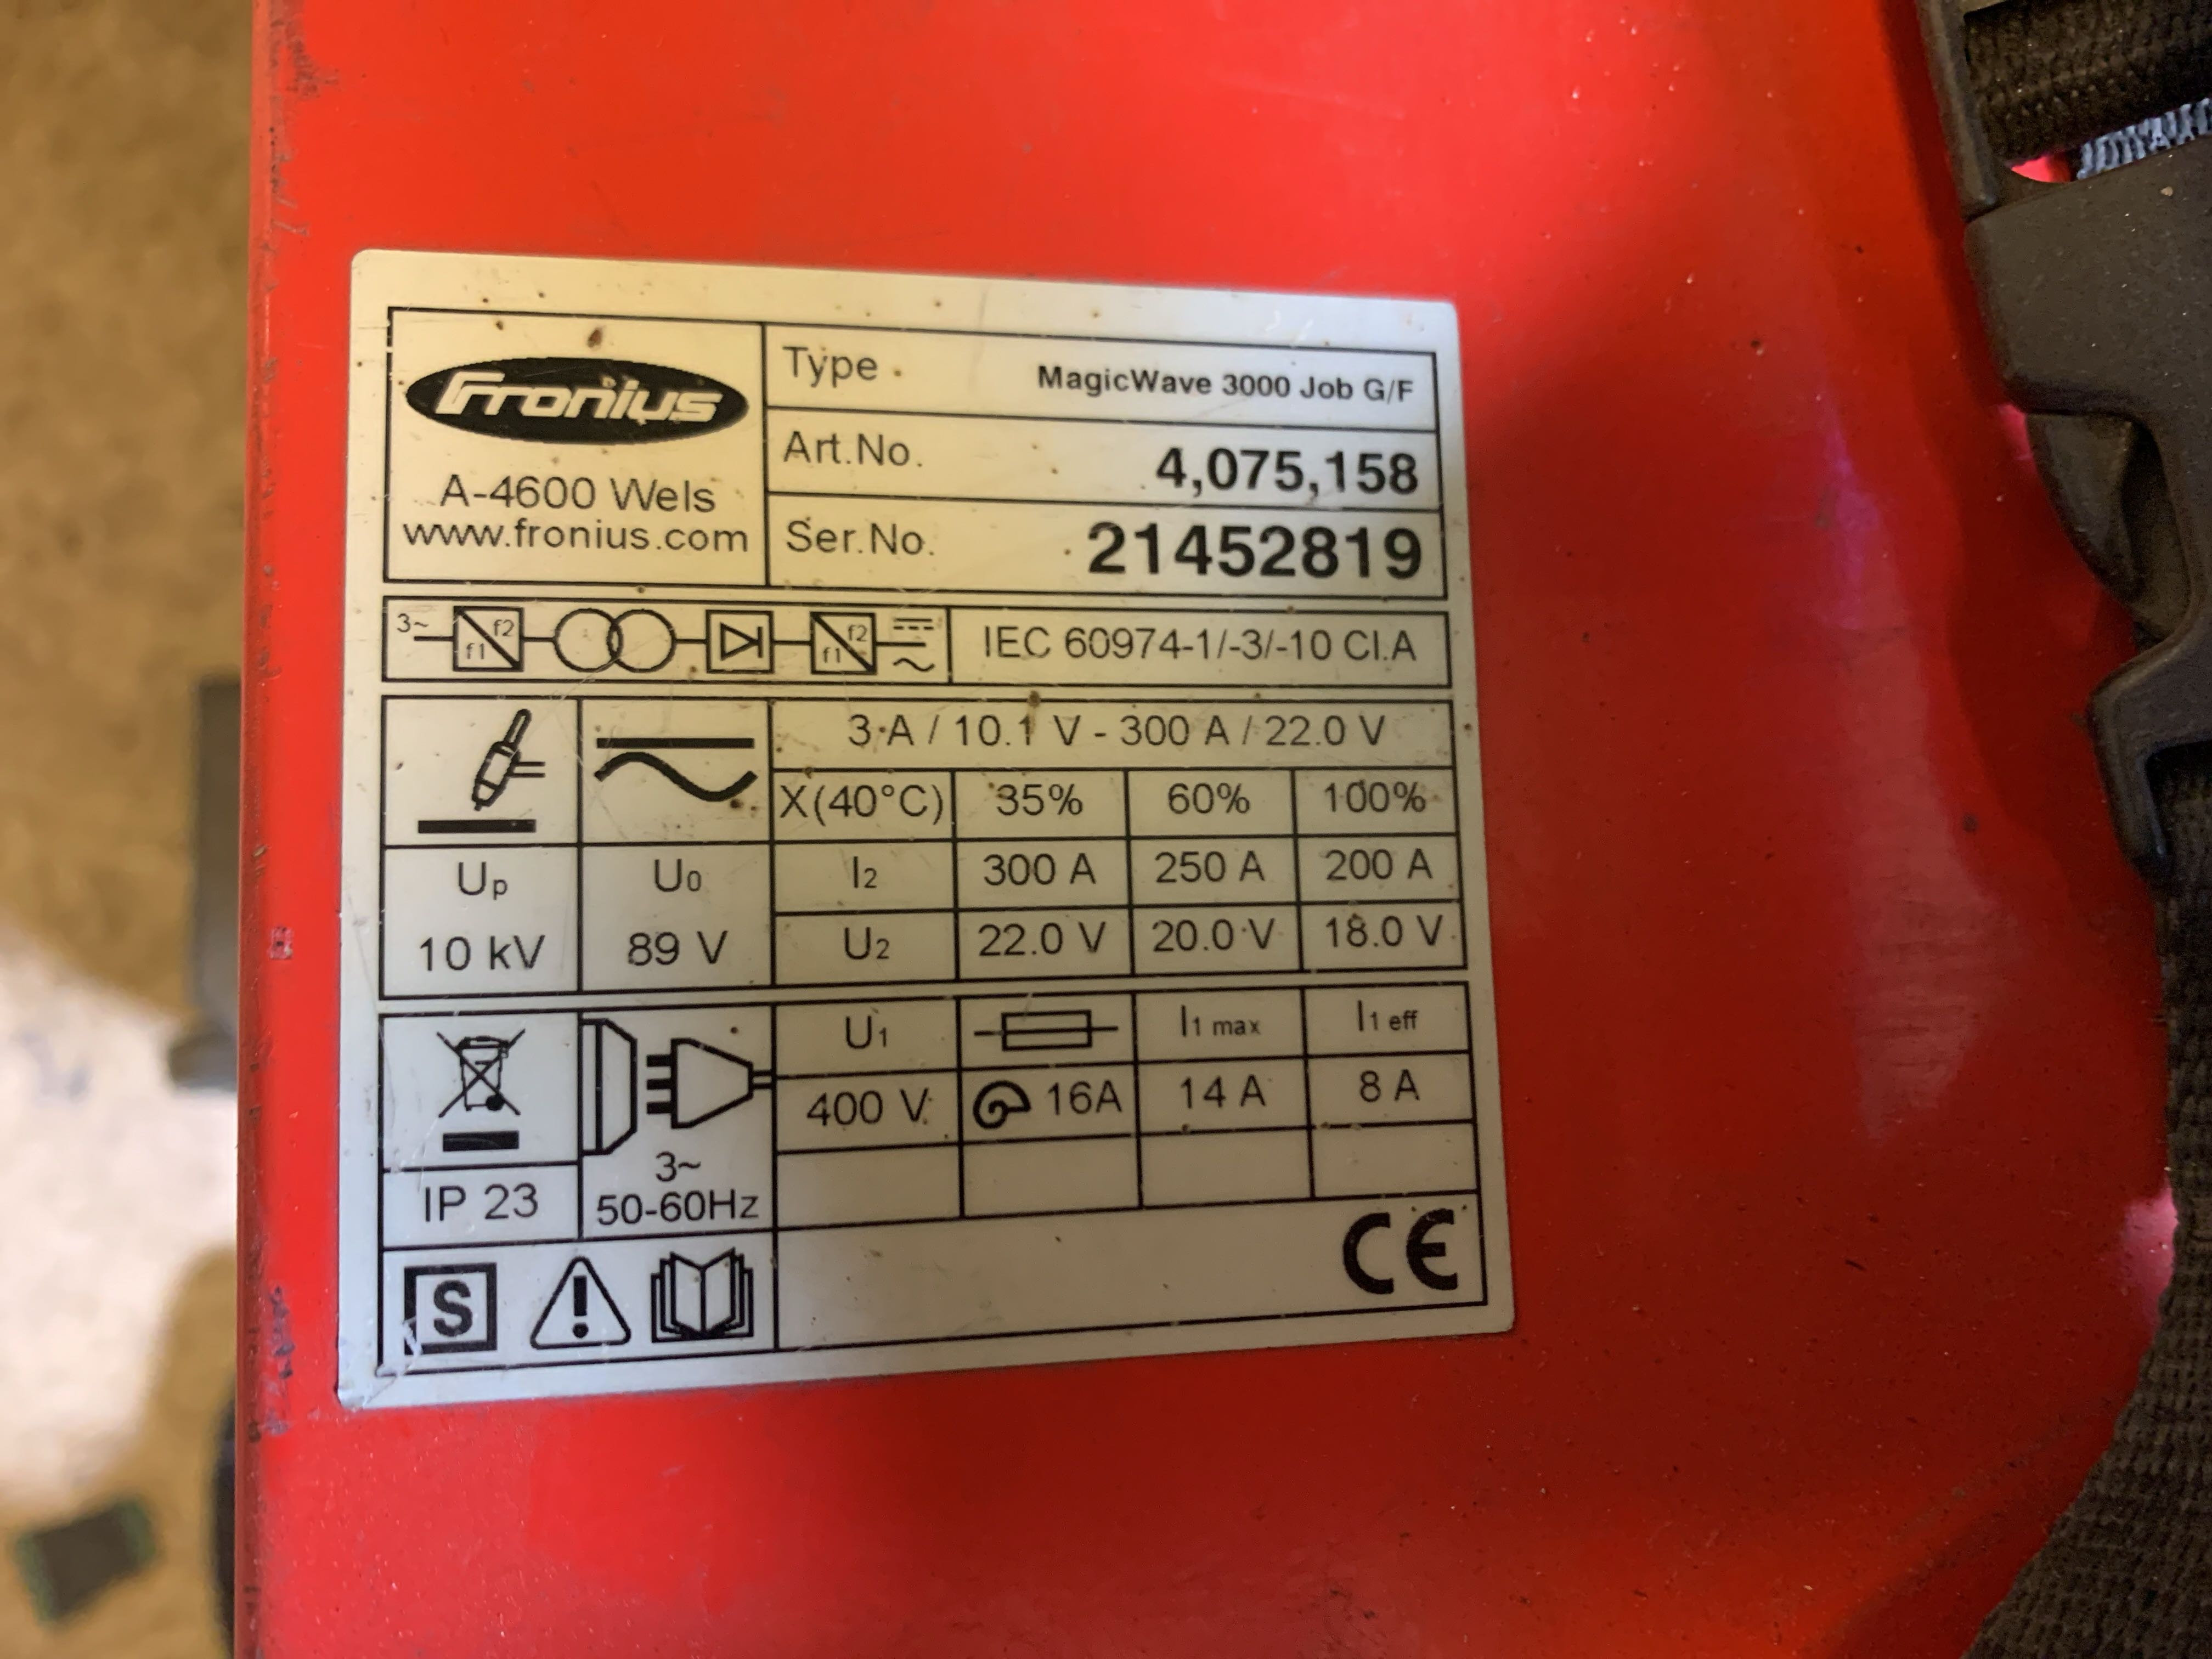 Fronius
A-4600 Wels
www.fronius.com
Type MagicWave 3000 Job G/F
Art.No. 4,075,158
Ser.No. 21452819
3~ f1 f2 f1 f2 IEC 60974-1/-3/-10 Cl.A
3 A / 10.1 V - 300 A / 22.0 V
X(40°C) 35% 60% 100%
Up U0 I2 300 A 250 A 200 A
10 kV 89 V U2 22.0 V 20.0 V 18.0 V
U1 I1 max I1 eff
400 V 16A 14 A 8 A
3~
IP 23 50-60Hz
S ! CE